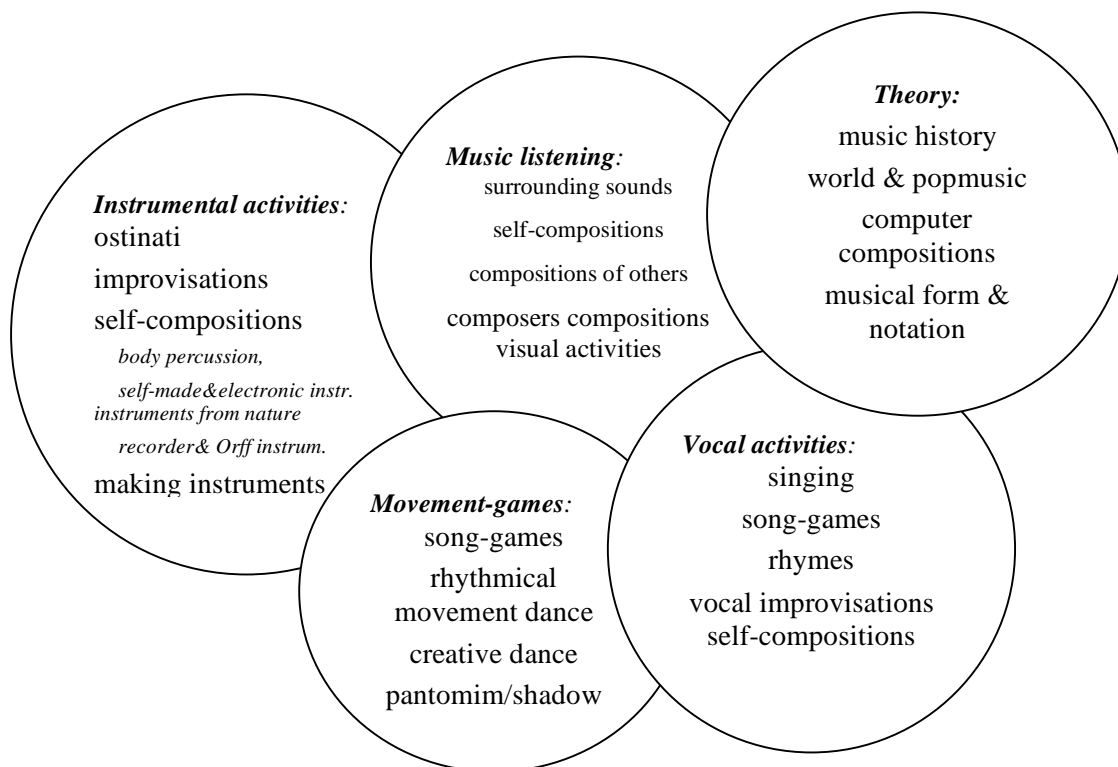 Instrumental activities:
ostinati
improvisations
self-compositions
body percussion,
self-made&electronic instr.
instruments from nature
recorder& Orff instrum.
making instruments
Music listening:
surrounding sounds
self-compositions
compositions of others
composers compositions
visual activities
Theory:
music history
world & popmusic
computer
compositions
musical form &
notation
Movement-games:
song-games
rhythmical
movement dance
creative dance
pantomim/shadow
Vocal activities:
singing
song-games
rhymes
vocal improvisations
self-compositions